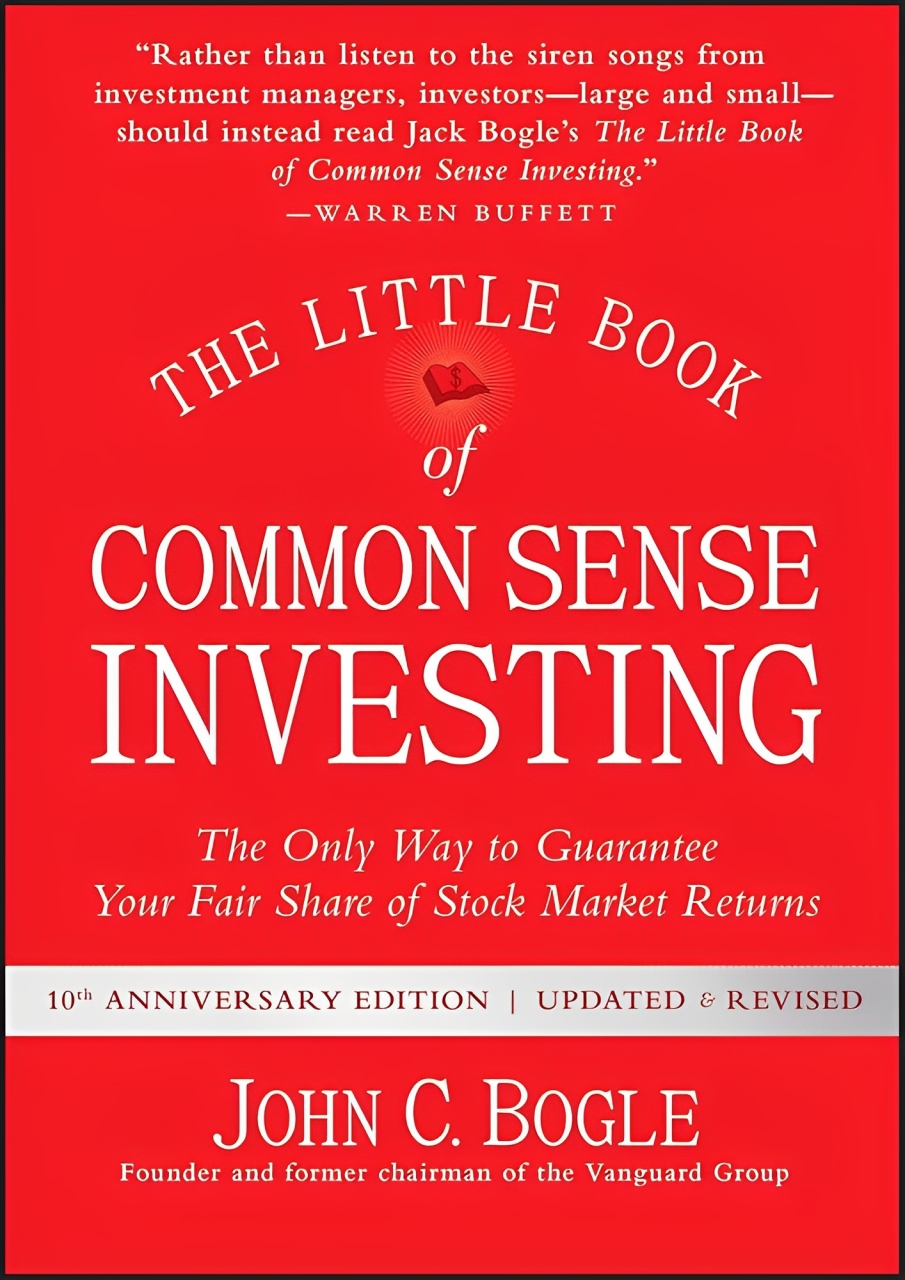 “Rather than listen to the siren songs from
investment managers, investors—large and small—
should instead read Jack Bogle’s The Little Book
of Common Sense Investing.”
—WARREN BUFFETT
THE LITTLE BOOK
$
of
COMMON SENSE
INVESTING
The Only Way to Guarantee
Your Fair Share of Stock Market Returns
10th ANNIVERSARY EDITION | UPDATED & REVISED
JOHN C. BOGLE
Founder and former chairman of the Vanguard Group